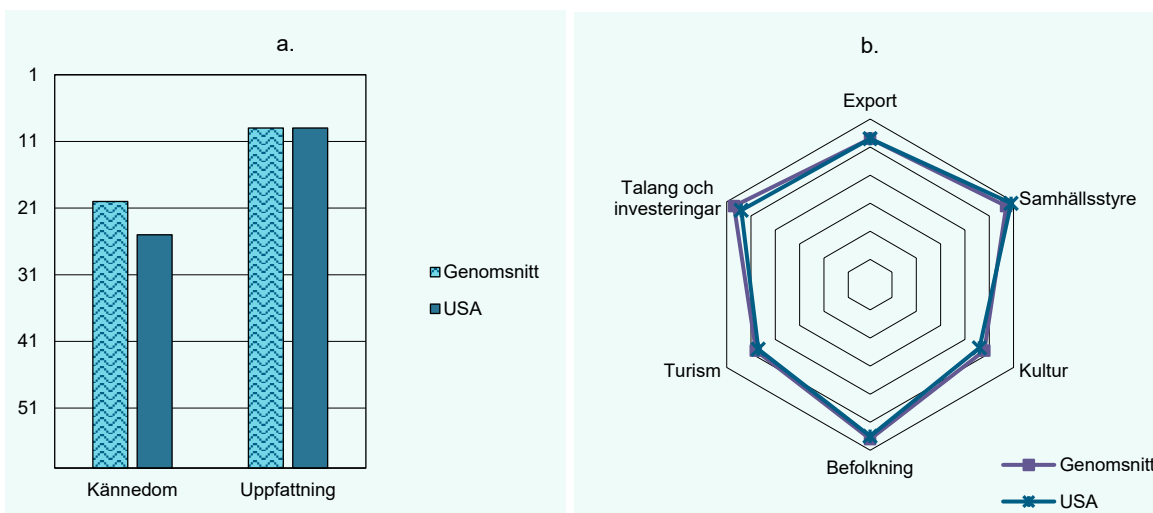 a.
1
11
21
31
41
51
Kännedom
Uppfattning
Genomsnitt
USA
b.
Export
Talang och
investeringar
Samhällsstyre
Turism
Kultur
Befolkning
Genomsnitt
USA